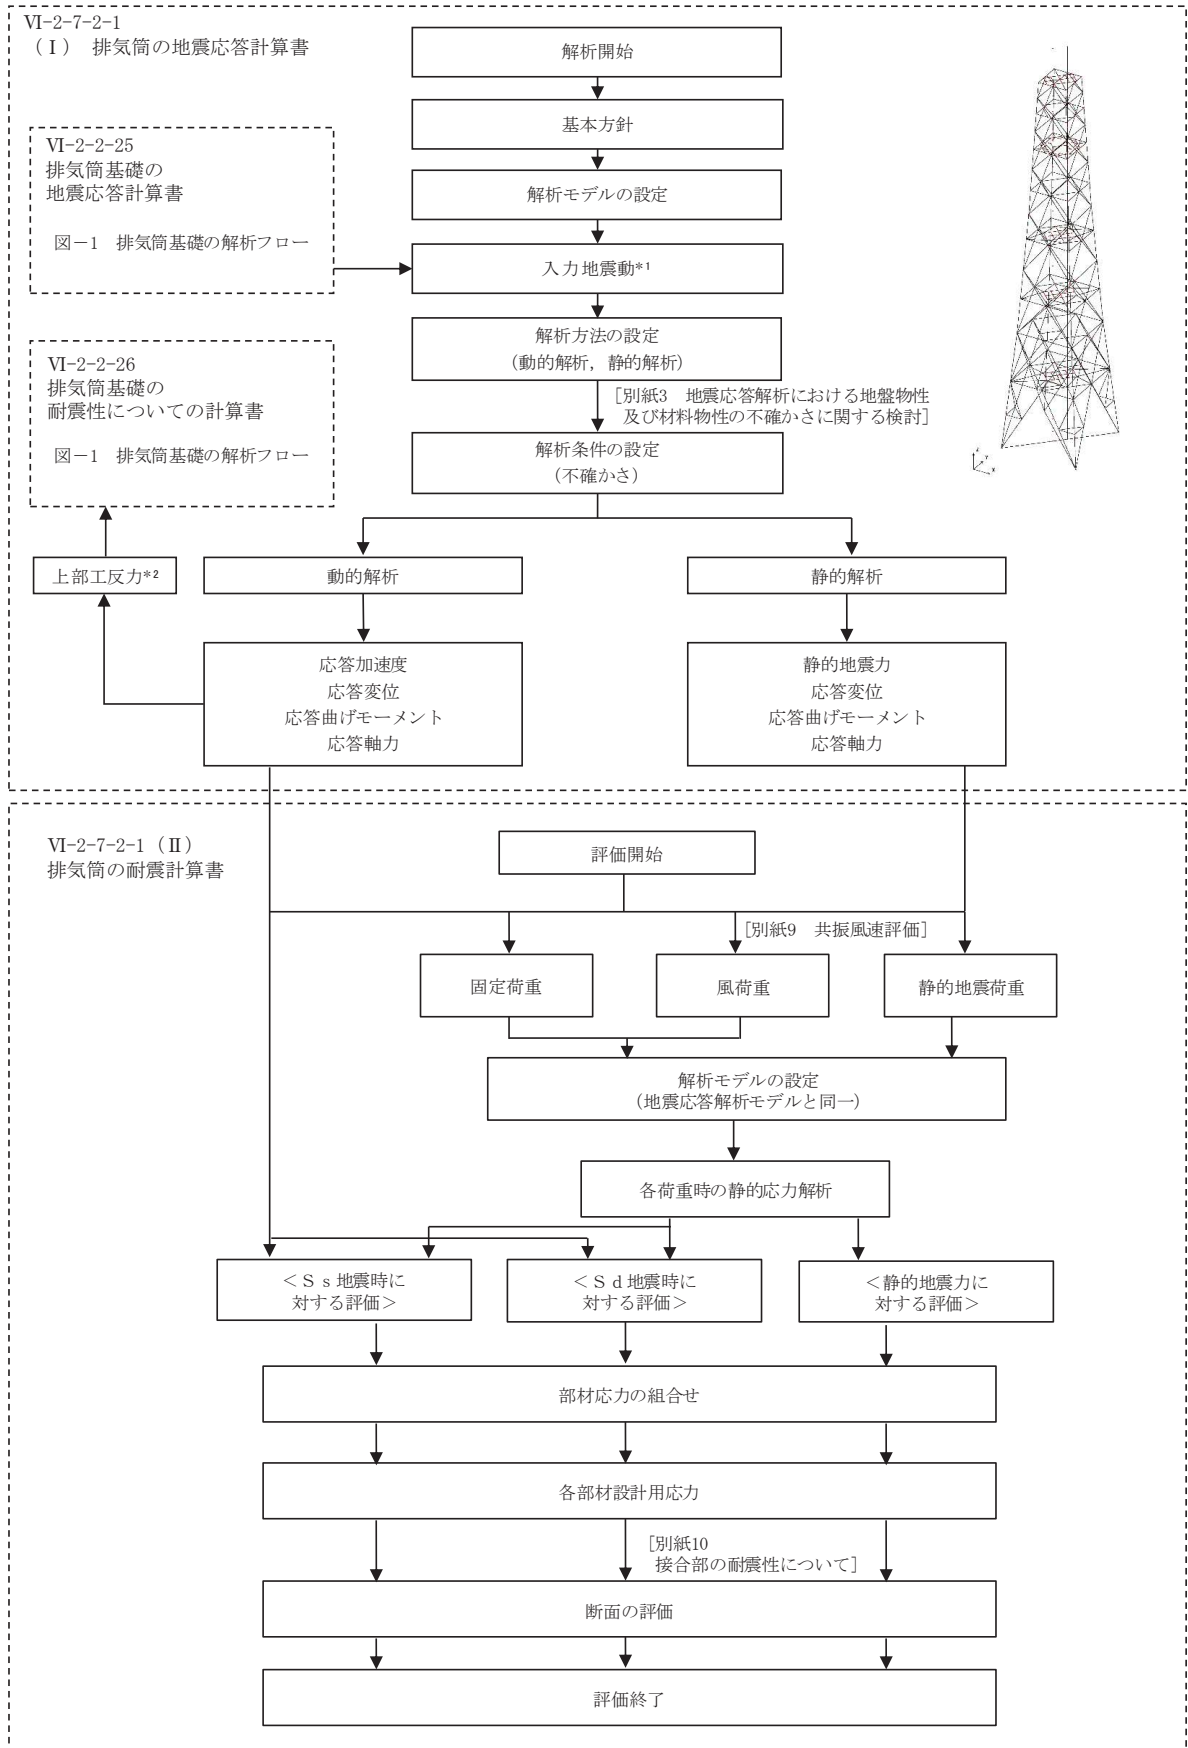 Ⅵ-2-7-2-1
（Ⅰ） 排気筒の地震応答計算書
解析開始
基本方針
Ⅵ-2-2-25
排気筒基礎の
地震応答計算書
図－1 排気筒基礎の解析フロー
解析モデルの設定
入力地震動*1
解析方法の設定
（動的解析，静的解析）
［別紙3 地震応答解析における地盤物性
及び材料物性の不確かさに関する検討］
Ⅵ-2-2-26
排気筒基礎の
耐震性についての計算書
図－1 排気筒基礎の解析フロー
解析条件の設定
（不確かさ）
上部工反力*2
動的解析
静的解析
応答加速度
応答変位
応答曲げモーメント
応答軸力
静的地震力
応答変位
応答曲げモーメント
応答軸力
Ⅵ-2-7-2-1（Ⅱ）
排気筒の耐震計算書
評価開始
［別紙9 共振風速評価］
固定荷重
風荷重
静的地震荷重
解析モデルの設定
（地震応答解析モデルと同一）
各荷重時の静的応力解析
＜Ｓｓ地震時に
対する評価＞
＜Ｓｄ地震時に
対する評価＞
＜静的地震力に
対する評価＞
部材応力の組合せ
各部材設計用応力
［別紙10
接合部の耐震性について］
断面の評価
評価終了